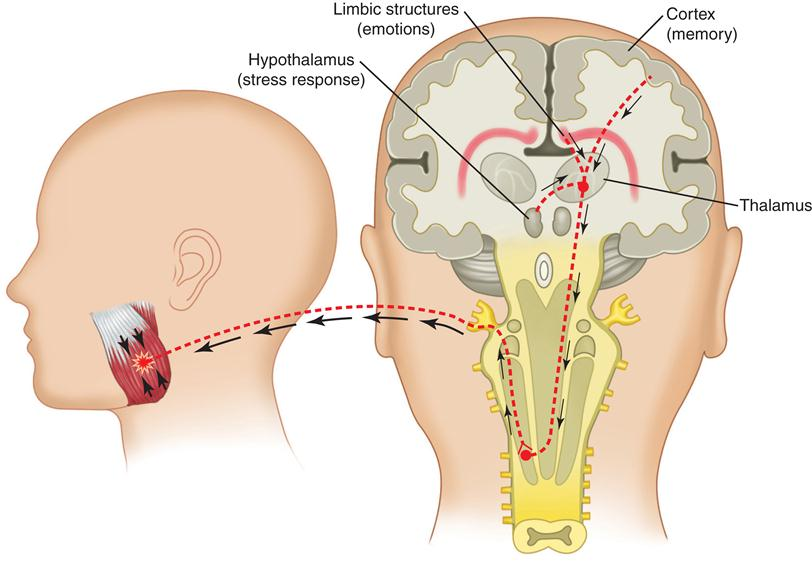 Limbic structures
(emotions)
Cortex
(memory)
Hypothalamus
(stress response)
Thalamus